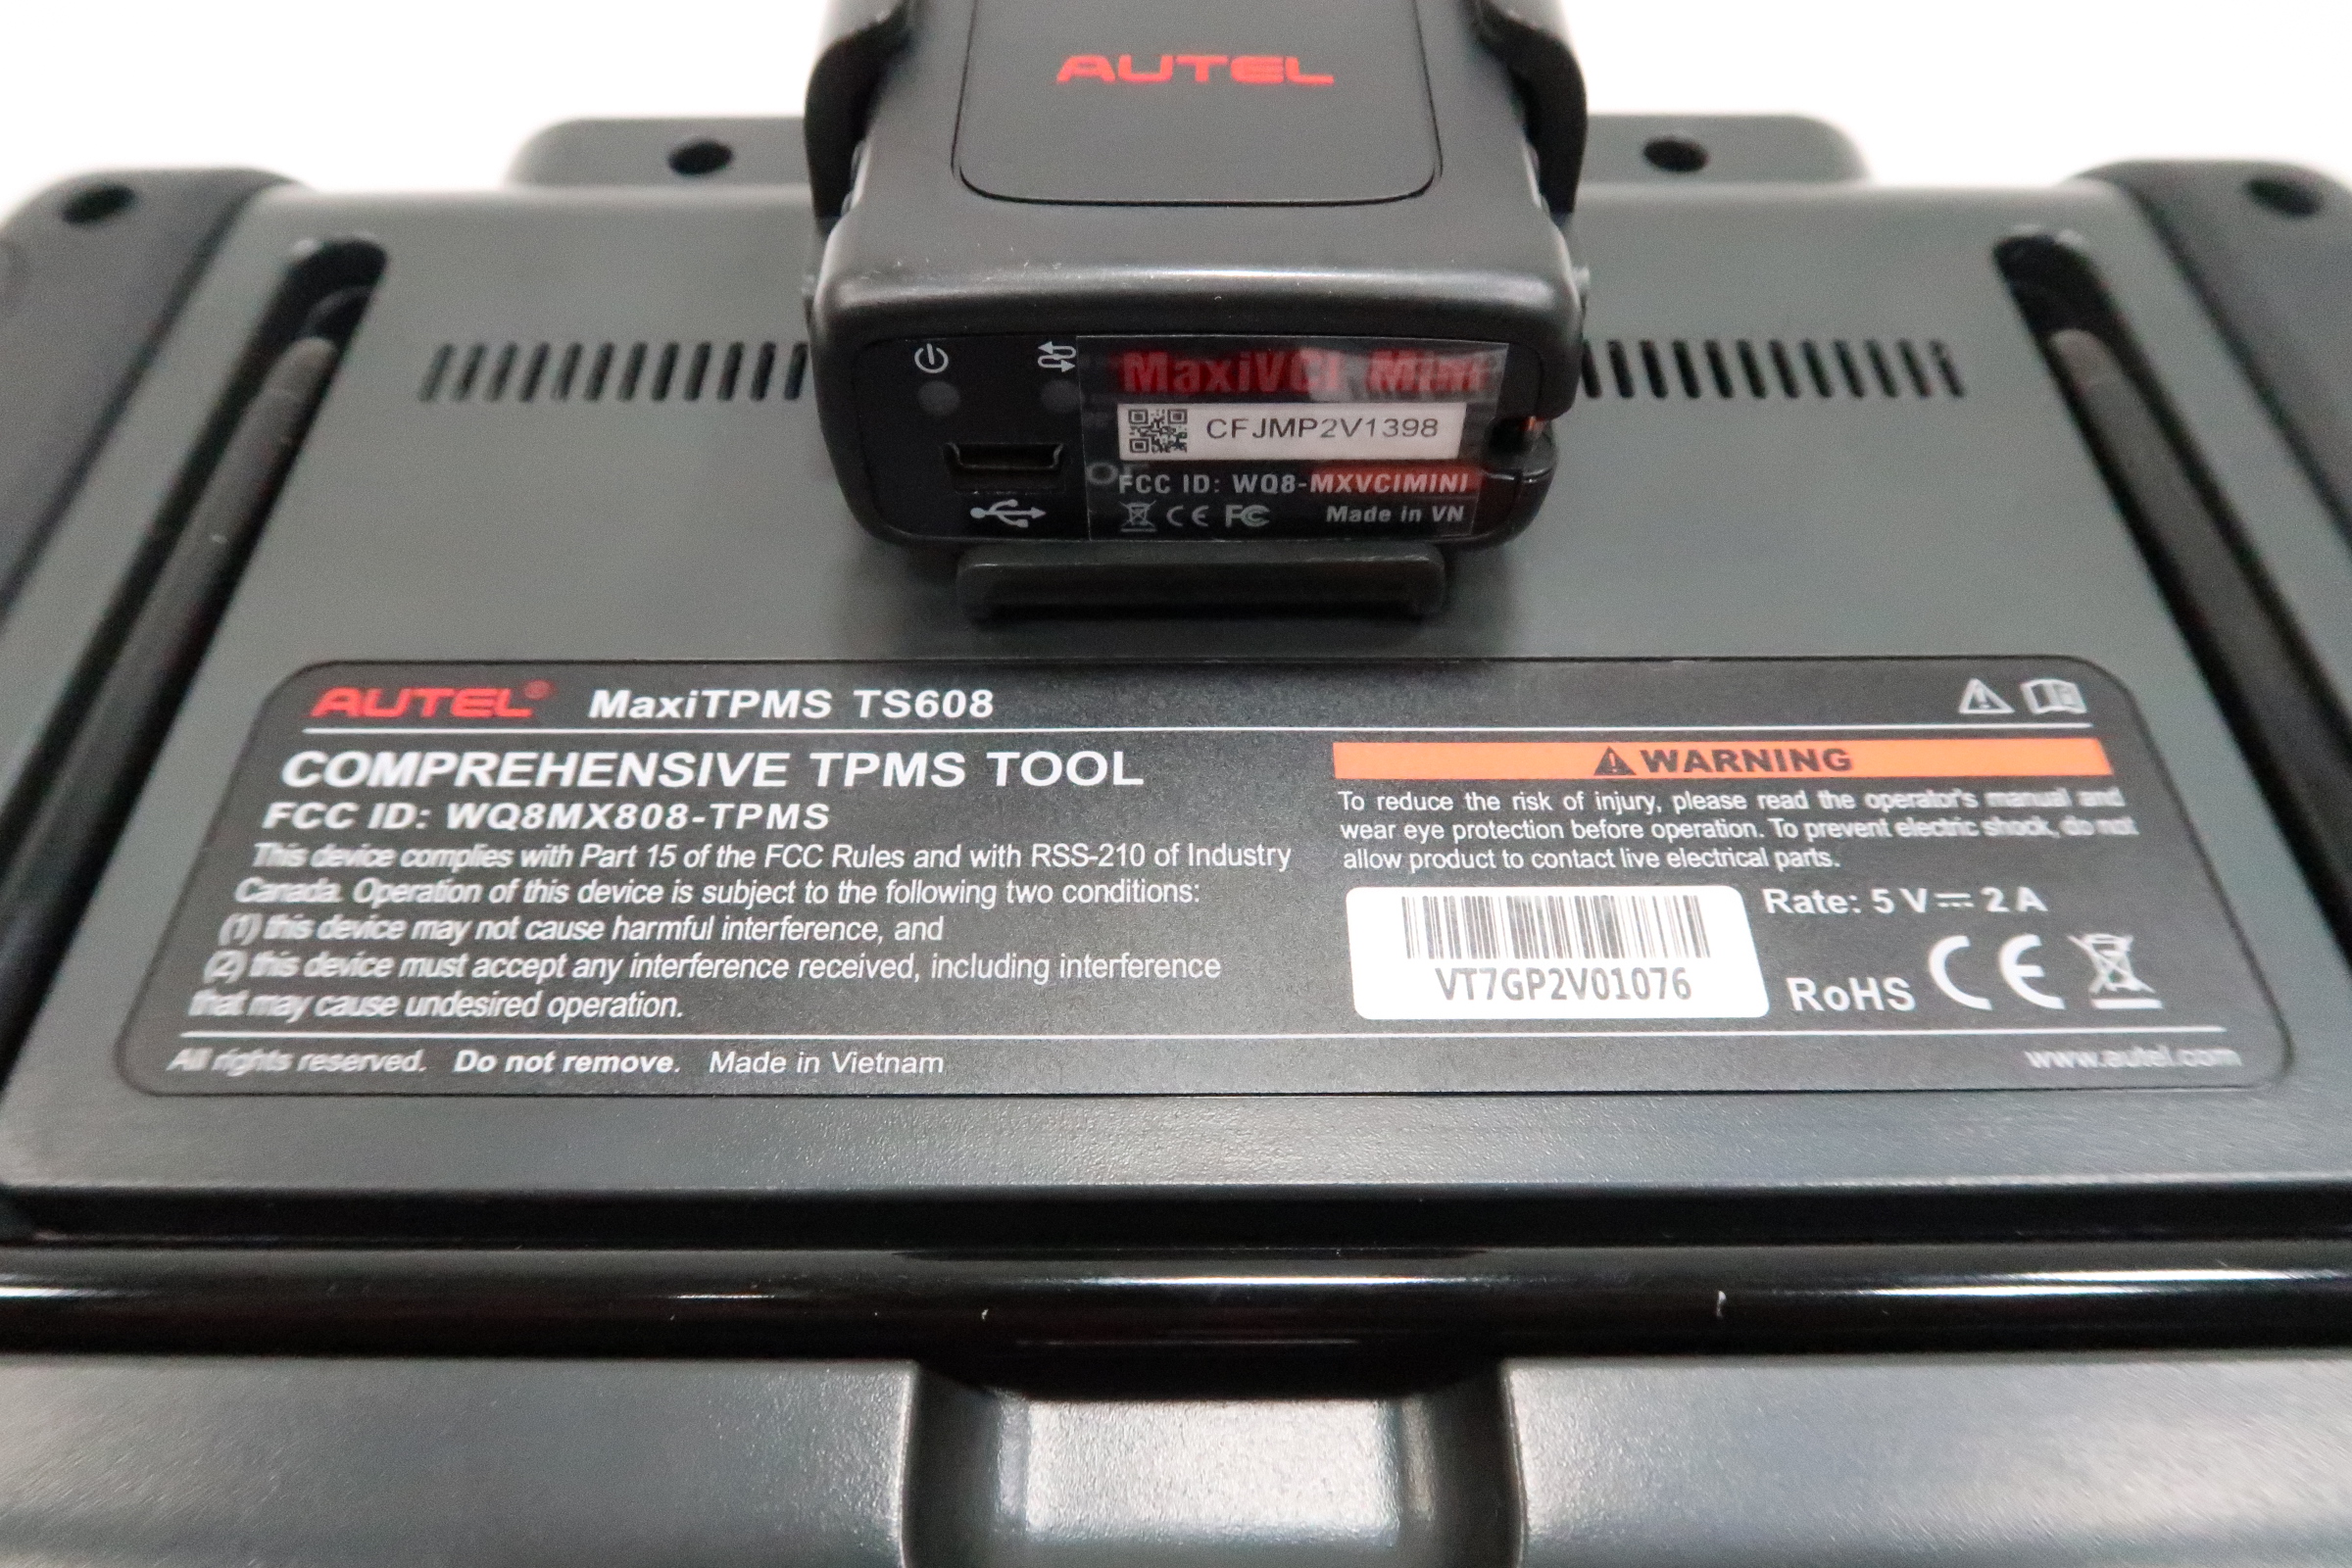 AUTEL
MaxiVCI Mini
CFJMP2V1398
FCC ID: WQ8-MXVCIMINI
CE FC Made in VN
AUTEL® MaxiTPMS TS608
COMPREHENSIVE TPMS TOOL
FCC ID: WQ8MX808-TPMS
This device complies with Part 15 of the FCC Rules and with RSS-210 of Industry
Canada. Operation of this device is subject to the following two conditions:
(1) this device may not cause harmful interference, and
(2) this device must accept any interference received, including interference
that may cause undesired operation.
WARNING
To reduce the risk of injury, please read the operator's manual and
wear eye protection before operation. To prevent electric shock, do not
allow product to contact live electrical parts.
Rate: 5 V ⎓ 2 A
VT7GP2V01076
RoHS CE
All rights reserved. Do not remove. Made in Vietnam
www.autel.com